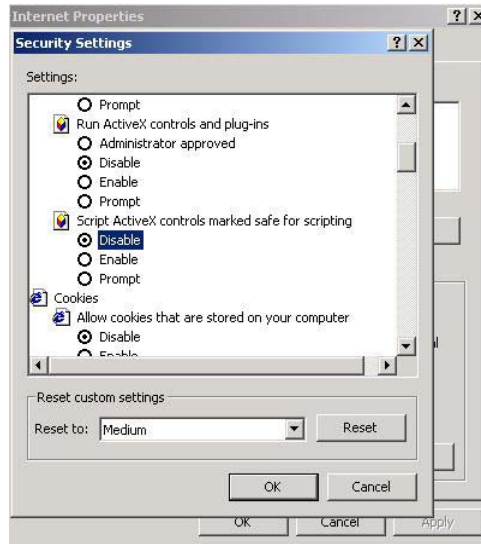 Internet Properties
Security Settings
Settings:
Prompt
Run ActiveX controls and plug-ins
Administrator approved
Disable
Enable
Prompt
Script ActiveX controls marked safe for scripting
Disable
Enable
Prompt
Cookies
Allow cookies that are stored on your computer
Disable
Enable
Reset custom settings
Reset to: Medium Reset
OK Cancel
OK Cancel Apply